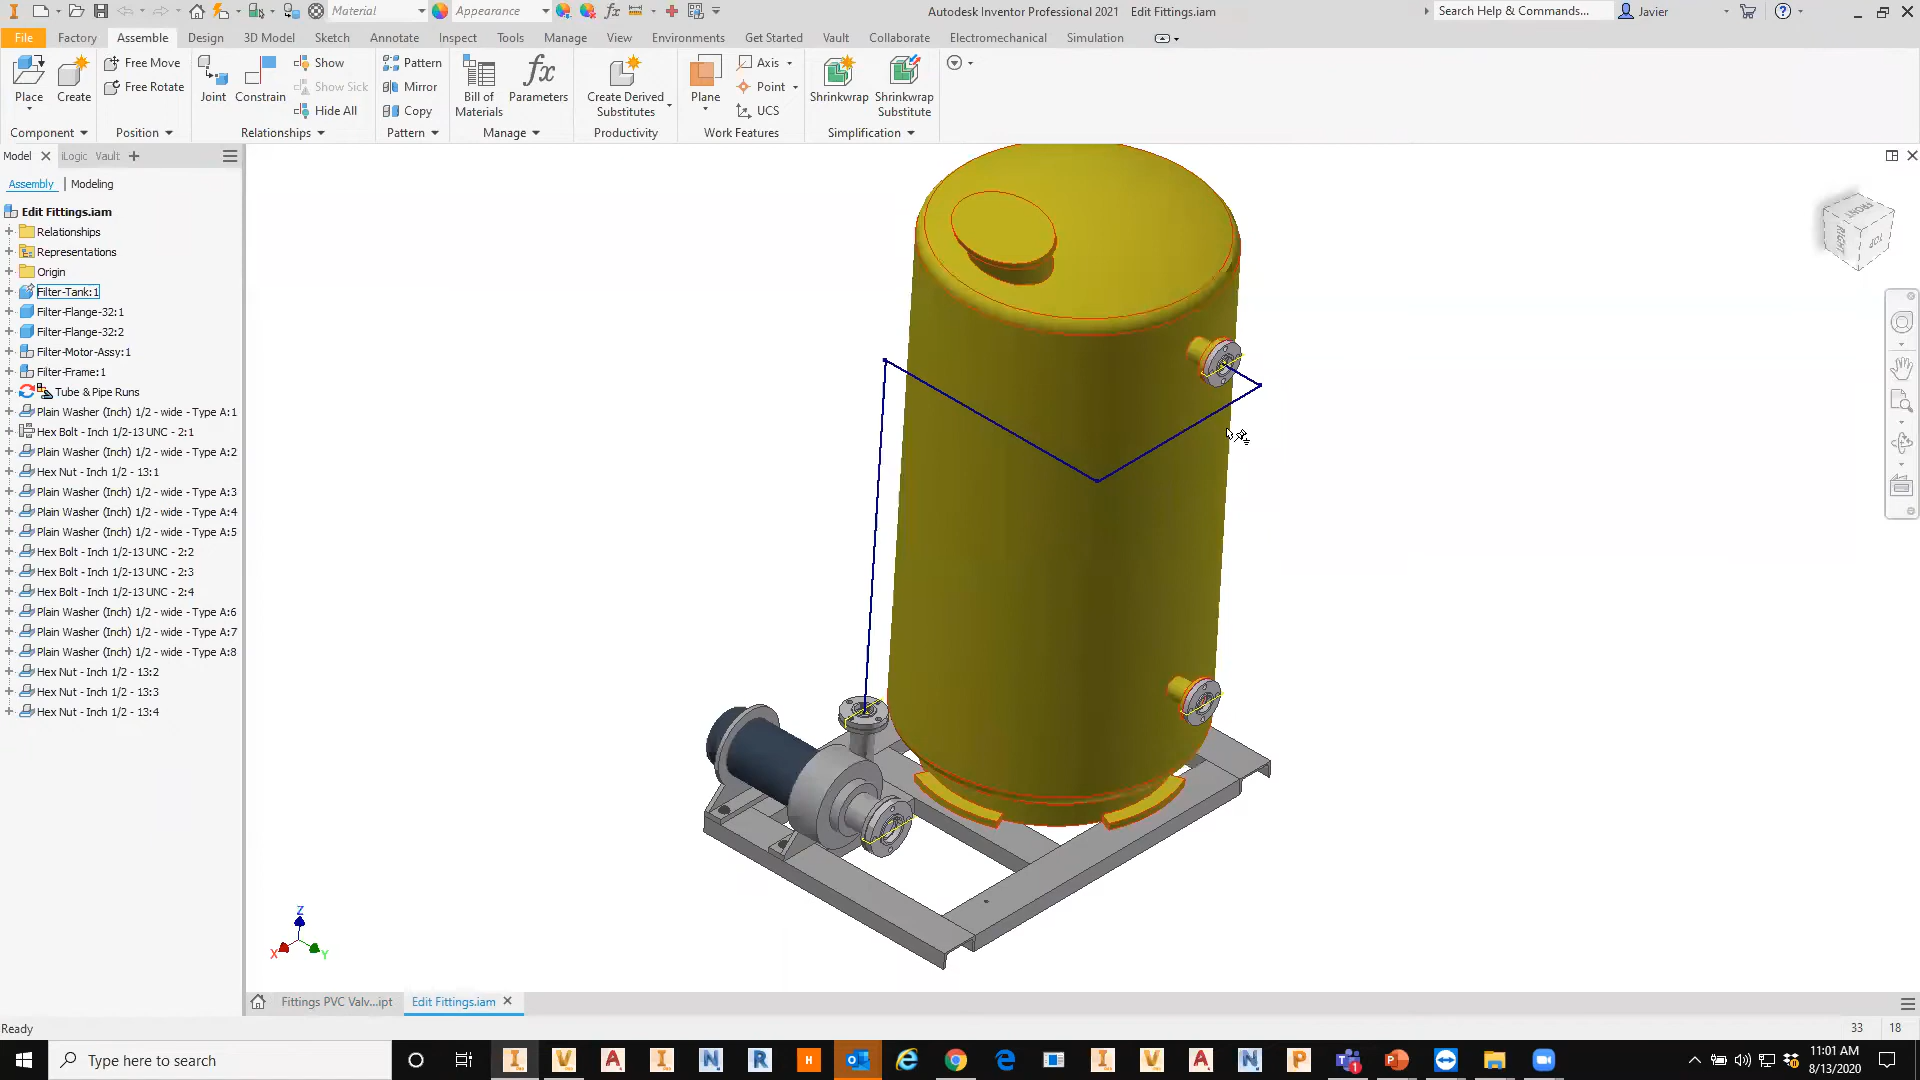 Material
Appearance
Autodesk Inventor Professional 2021 Edit Fittings.iam
Search Help & Commands...
Javier
File Factory Assemble Design 3D Model Sketch Annotate Inspect Tools Manage View Environments Get Started Vault Collaborate Electromechanical Simulation
Place
Create
Free Move
Free Rotate
Joint
Constrain
Show
Show Sick
Hide All
Pattern
Mirror
Copy
Bill of
Materials
Parameters
Create Derived
Substitutes
Plane
Axis
Point
UCS
Shrinkwrap
Shrinkwrap
Substitute
Component Position Relationships Pattern Manage Productivity Work Features Simplification
Model iLogic Vault
Assembly Modeling
Edit Fittings.iam
Relationships
Representations
Origin
Filter-Tank:1
Filter-Flange-32:1
Filter-Flange-32:2
Filter-Motor-Assy:1
Filter-Frame:1
Tube & Pipe Runs
Plain Washer (Inch) 1/2 - wide - Type A:1
Hex Bolt - Inch 1/2-13 UNC - 2:1
Plain Washer (Inch) 1/2 - wide - Type A:2
Hex Nut - Inch 1/2 - 13:1
Plain Washer (Inch) 1/2 - wide - Type A:3
Plain Washer (Inch) 1/2 - wide - Type A:4
Plain Washer (Inch) 1/2 - wide - Type A:5
Hex Bolt - Inch 1/2-13 UNC - 2:2
Hex Bolt - Inch 1/2-13 UNC - 2:3
Hex Bolt - Inch 1/2-13 UNC - 2:4
Plain Washer (Inch) 1/2 - wide - Type A:6
Plain Washer (Inch) 1/2 - wide - Type A:7
Plain Washer (Inch) 1/2 - wide - Type A:8
Hex Nut - Inch 1/2 - 13:2
Hex Nut - Inch 1/2 - 13:3
Hex Nut - Inch 1/2 - 13:4
FRONT
RIGHT
TOP
Z
X
Y
Fittings PVC Valv...ipt Edit Fittings.iam
Ready
33 18
Type here to search
11:01 AM
8/13/2020